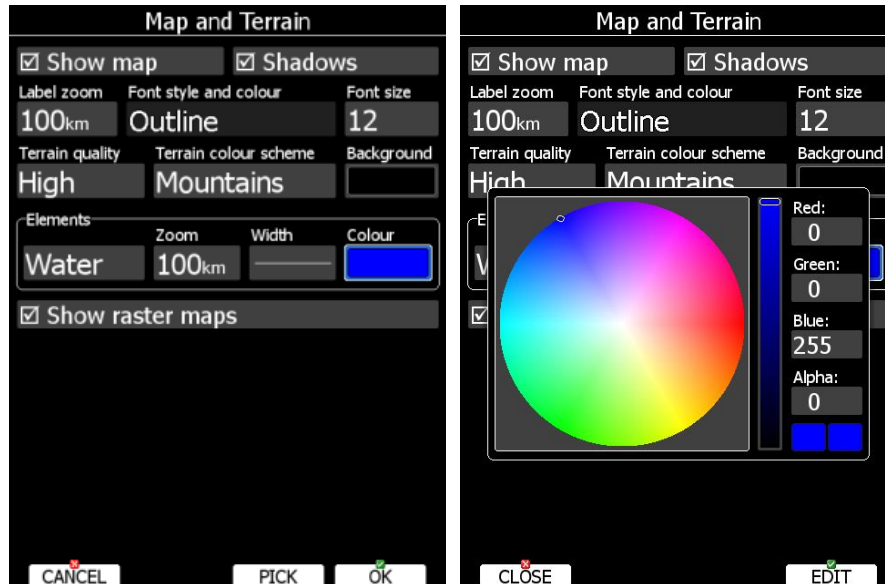 Map and Terrain
Show map Shadows
Label zoom Font style and colour Font size
100km Outline 12
Terrain quality Terrain colour scheme Background
High Mountains
Elements
Zoom Width Colour
Water 100km
Show raster maps
CANCEL PICK OK
Map and Terrain
Show map Shadows
Label zoom Font style and colour Font size
100km Outline 12
Terrain quality Terrain colour scheme Background
High Mountains
Red:
0
Green:
0
Blue:
255
Alpha:
0
CLOSE EDIT